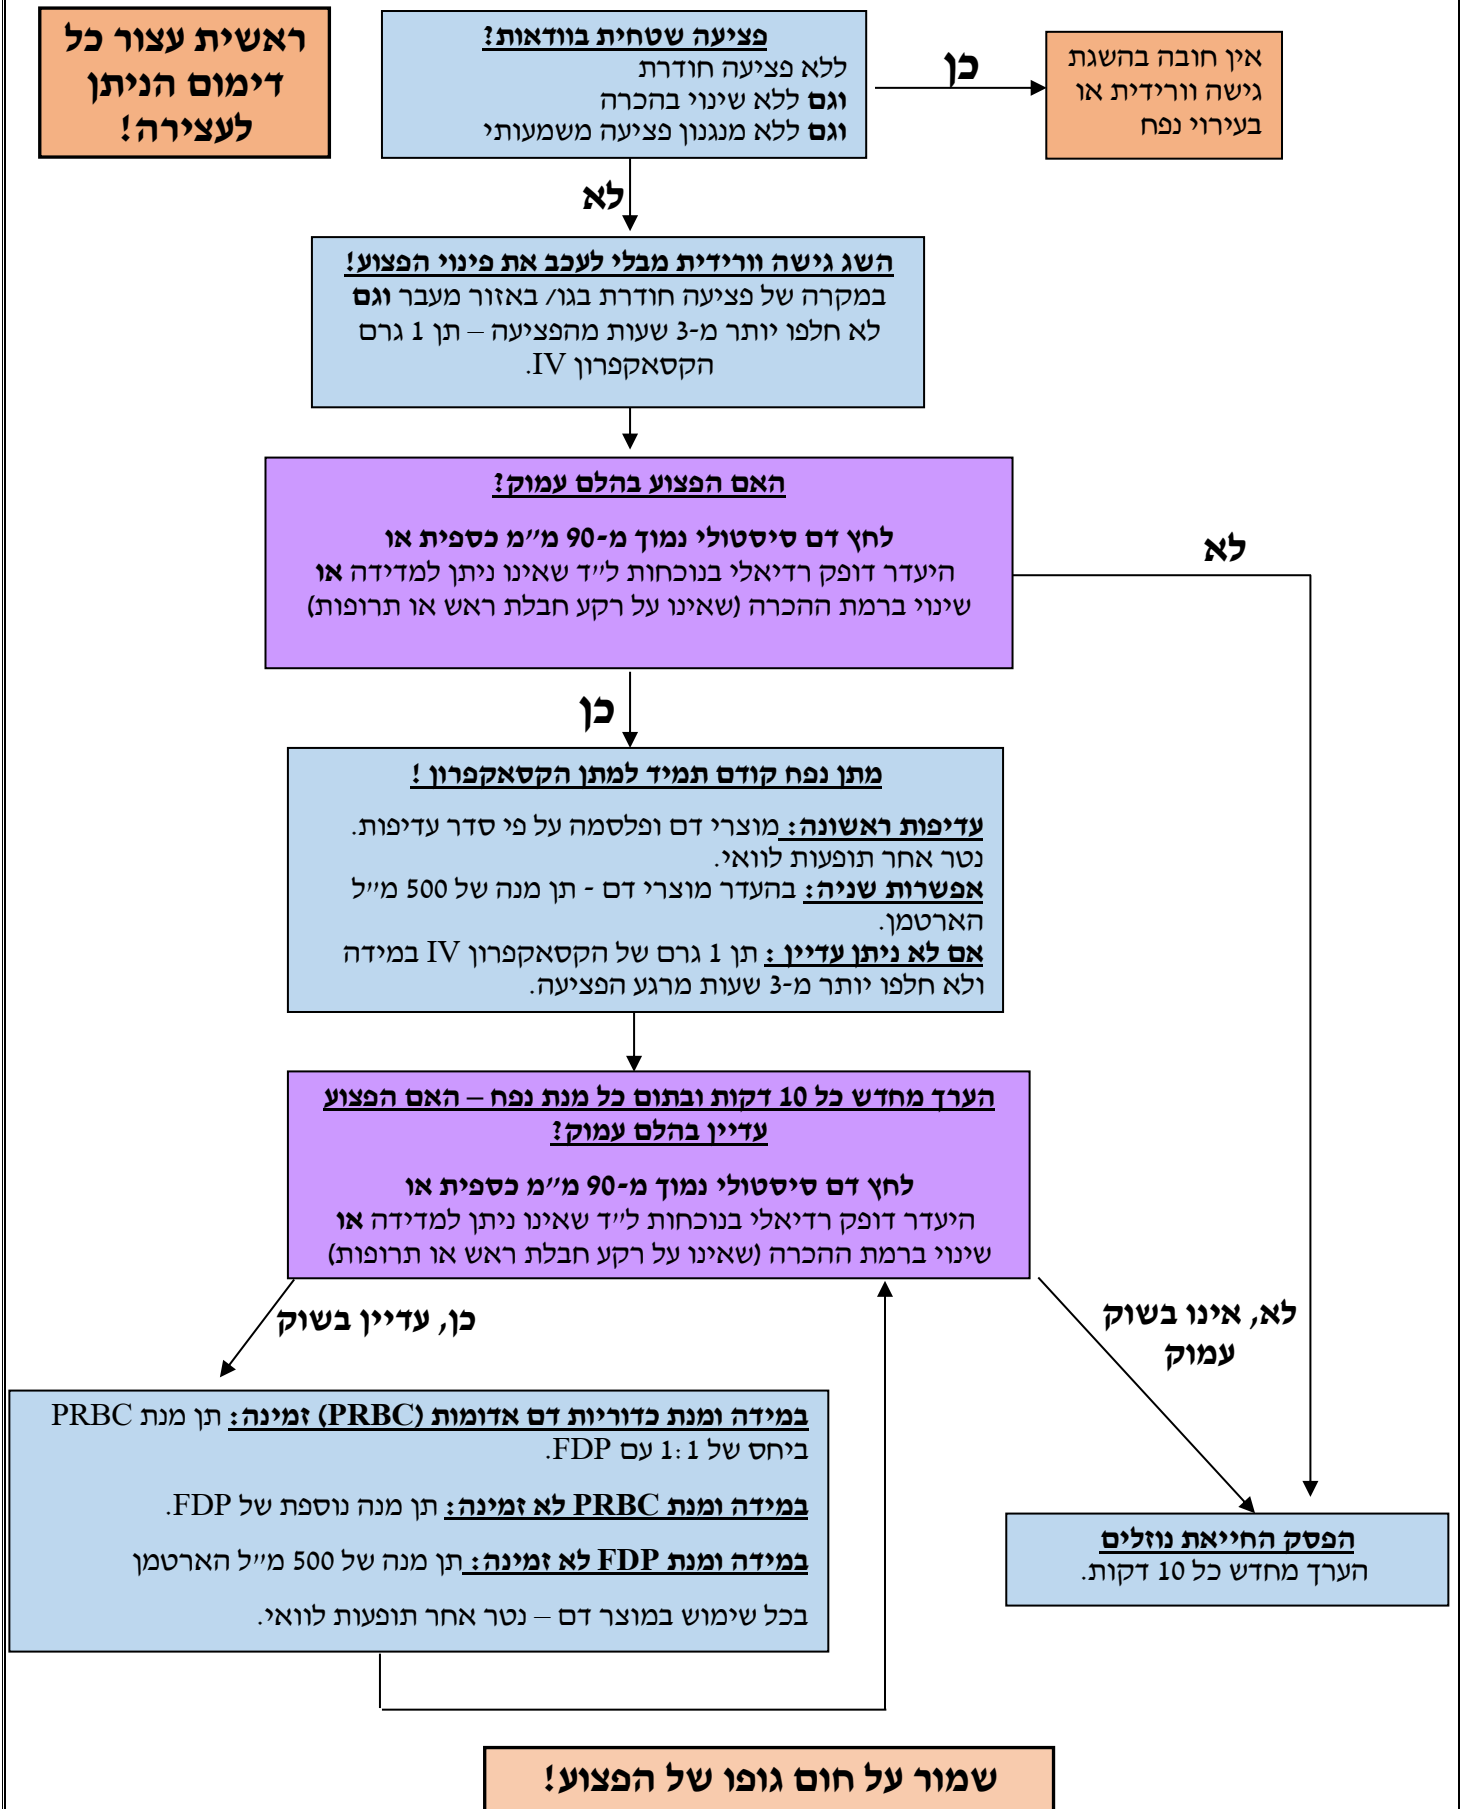 ראשית עצור כל
דימום הניתן
לעצירה!
פציעה שטחית בוודאות?
ללא פציעה חודרת
וגם ללא שינוי בהכרה
וגם ללא מנגנון פציעה משמעותי
כן
אין חובה בהשגת
גישה וורידית או
בעירוי נפח
לא
השג גישה וורידית מבלי לעכב את פינוי הפצוע!
במקרה של פציעה חודרת בגו/ באזור מעבר וגם
לא חלפו יותר מ-3 שעות מהפציעה – תן 1 גרם
הקסאקפרון IV.
האם הפצוע בהלם עמוק?
לחץ דם סיסטולי נמוך מ-90 מ״מ כספית או
היעדר דופק רדיאלי בנוכחות ל״ד שאינו ניתן למדידה או
שינוי ברמת ההכרה (שאינו על רקע חבלת ראש או תרופות)
לא
כן
מתן נפח קודם תמיד למתן הקסאקפרון !
עדיפות ראשונה: מוצרי דם ופלסמה על פי סדר עדיפות.
נטר אחר תופעות לוואי.
אפשרות שניה: בהעדר מוצרי דם - תן מנה של 500 מ״ל
הארטמן.
אם לא ניתן עדיין : תן 1 גרם של הקסאקפרון IV במידה
ולא חלפו יותר מ-3 שעות מרגע הפציעה.
הערך מחדש כל 10 דקות ובתום כל מנת נפח – האם הפצוע
עדיין בהלם עמוק?
לחץ דם סיסטולי נמוך מ-90 מ״מ כספית או
היעדר דופק רדיאלי בנוכחות ל״ד שאינו ניתן למדידה או
שינוי ברמת ההכרה (שאינו על רקע חבלת ראש או תרופות)
כן, עדיין בשוק
לא, אינו בשוק
עמוק
במידה ומנת כדוריות דם אדומות (PRBC) זמינה: תן מנת PRBC
ביחס של 1:1 עם FDP.
במידה ומנת PRBC לא זמינה: תן מנה נוספת של FDP.
במידה ומנת FDP לא זמינה: תן מנה של 500 מ״ל הארטמן
בכל שימוש במוצר דם – נטר אחר תופעות לוואי.
הפסק החייאת נוזלים
הערך מחדש כל 10 דקות.
שמור על חום גופו של הפצוע!